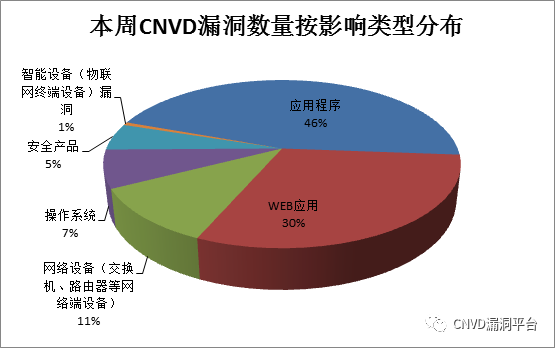 本周CNVD漏洞数量按影响类型分布
智能设备（物联
网终端设备）漏
洞
1%
应用程序
46%
安全产品
5%
WEB应用
30%
操作系统
7%
网络设备（交换
机、路由器等网
络端设备）
11%
CNVD漏洞平台